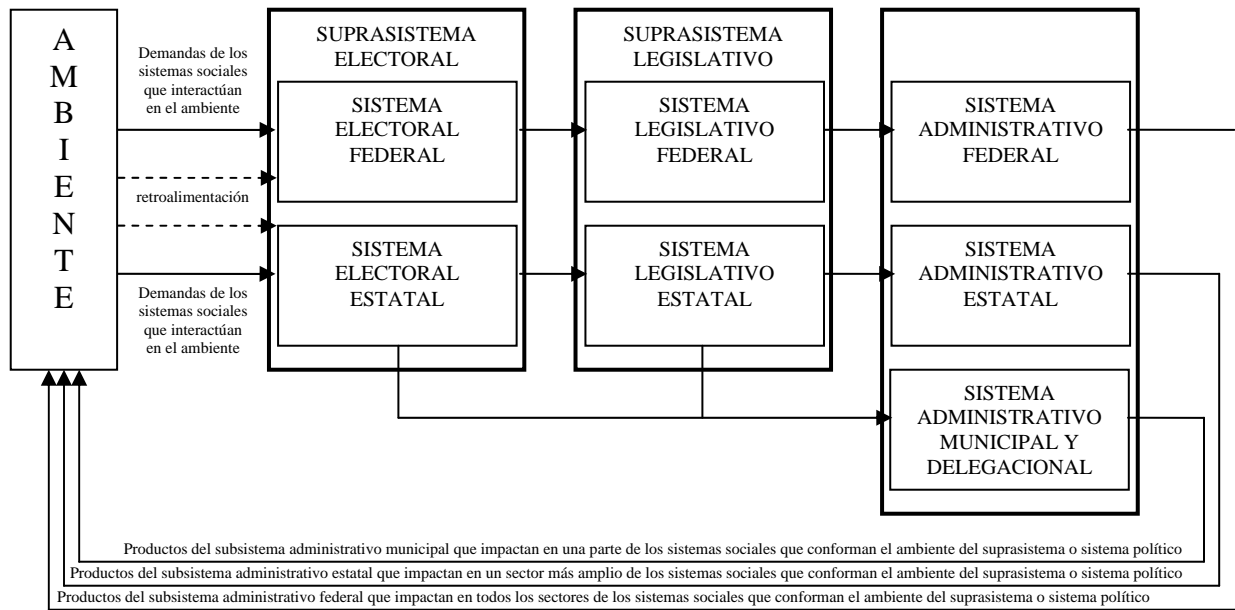 A
M
B
I
E
N
T
E
Demandas de los
sistemas sociales
que interactúan
en el ambiente
retroalimentación
Demandas de los
sistemas sociales
que interactúan
en el ambiente
SUPRASISTEMA
ELECTORAL
SISTEMA
ELECTORAL
FEDERAL
SISTEMA
ELECTORAL
ESTATAL
SUPRASISTEMA
LEGISLATIVO
SISTEMA
LEGISLATIVO
FEDERAL
SISTEMA
LEGISLATIVO
ESTATAL
SISTEMA
ADMINISTRATIVO
FEDERAL
SISTEMA
ADMINISTRATIVO
ESTATAL
SISTEMA
ADMINISTRATIVO
MUNICIPAL Y
DELEGACIONAL
Productos del subsistema administrativo municipal que impactan en una parte de los sistemas sociales que conforman el ambiente del suprasistema o sistema político
Productos del subsistema administrativo estatal que impactan en un sector más amplio de los sistemas sociales que conforman el ambiente del suprasistema o sistema político
Productos del subsistema administrativo federal que impactan en todos los sectores de los sistemas sociales que conforman el ambiente del suprasistema o sistema político